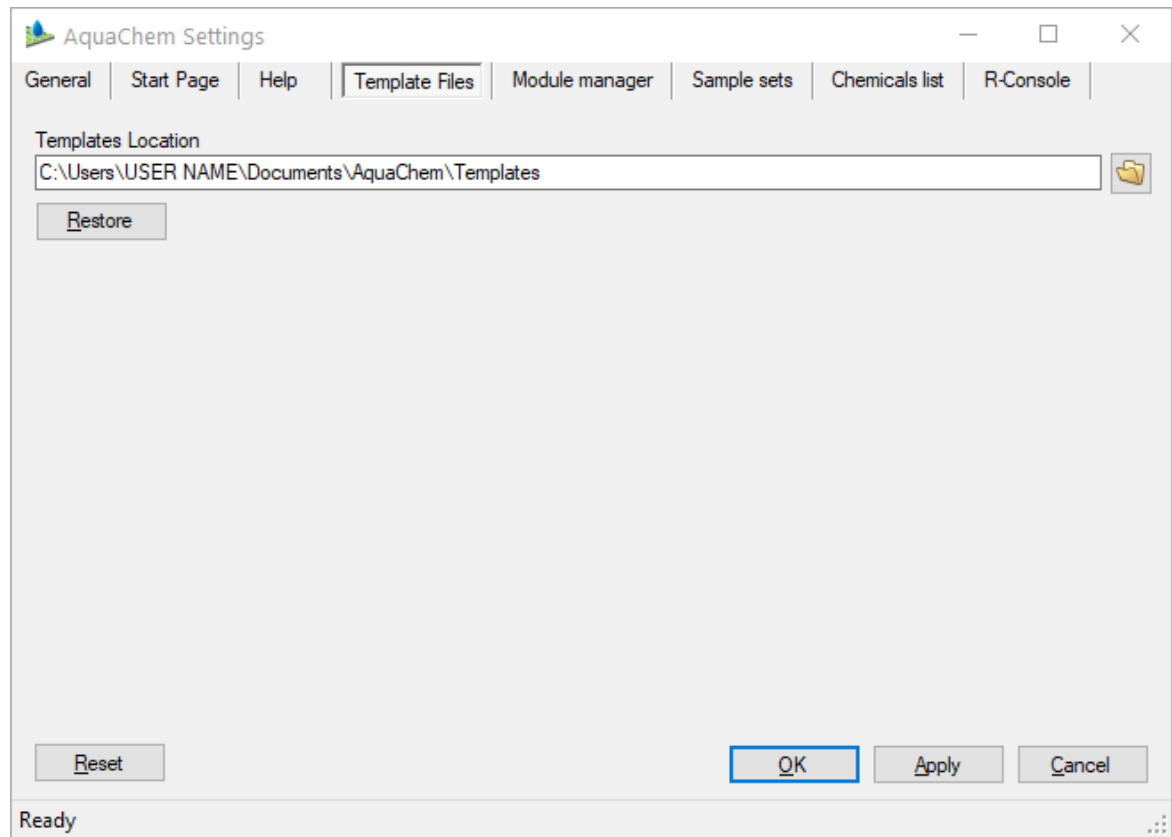 AquaChem Settings
General Start Page Help Template Files Module manager Sample sets Chemicals list R-Console
Templates Location
C:\Users\USER NAME\Documents\AquaChem\Templates
Restore
Reset OK Apply Cancel
Ready